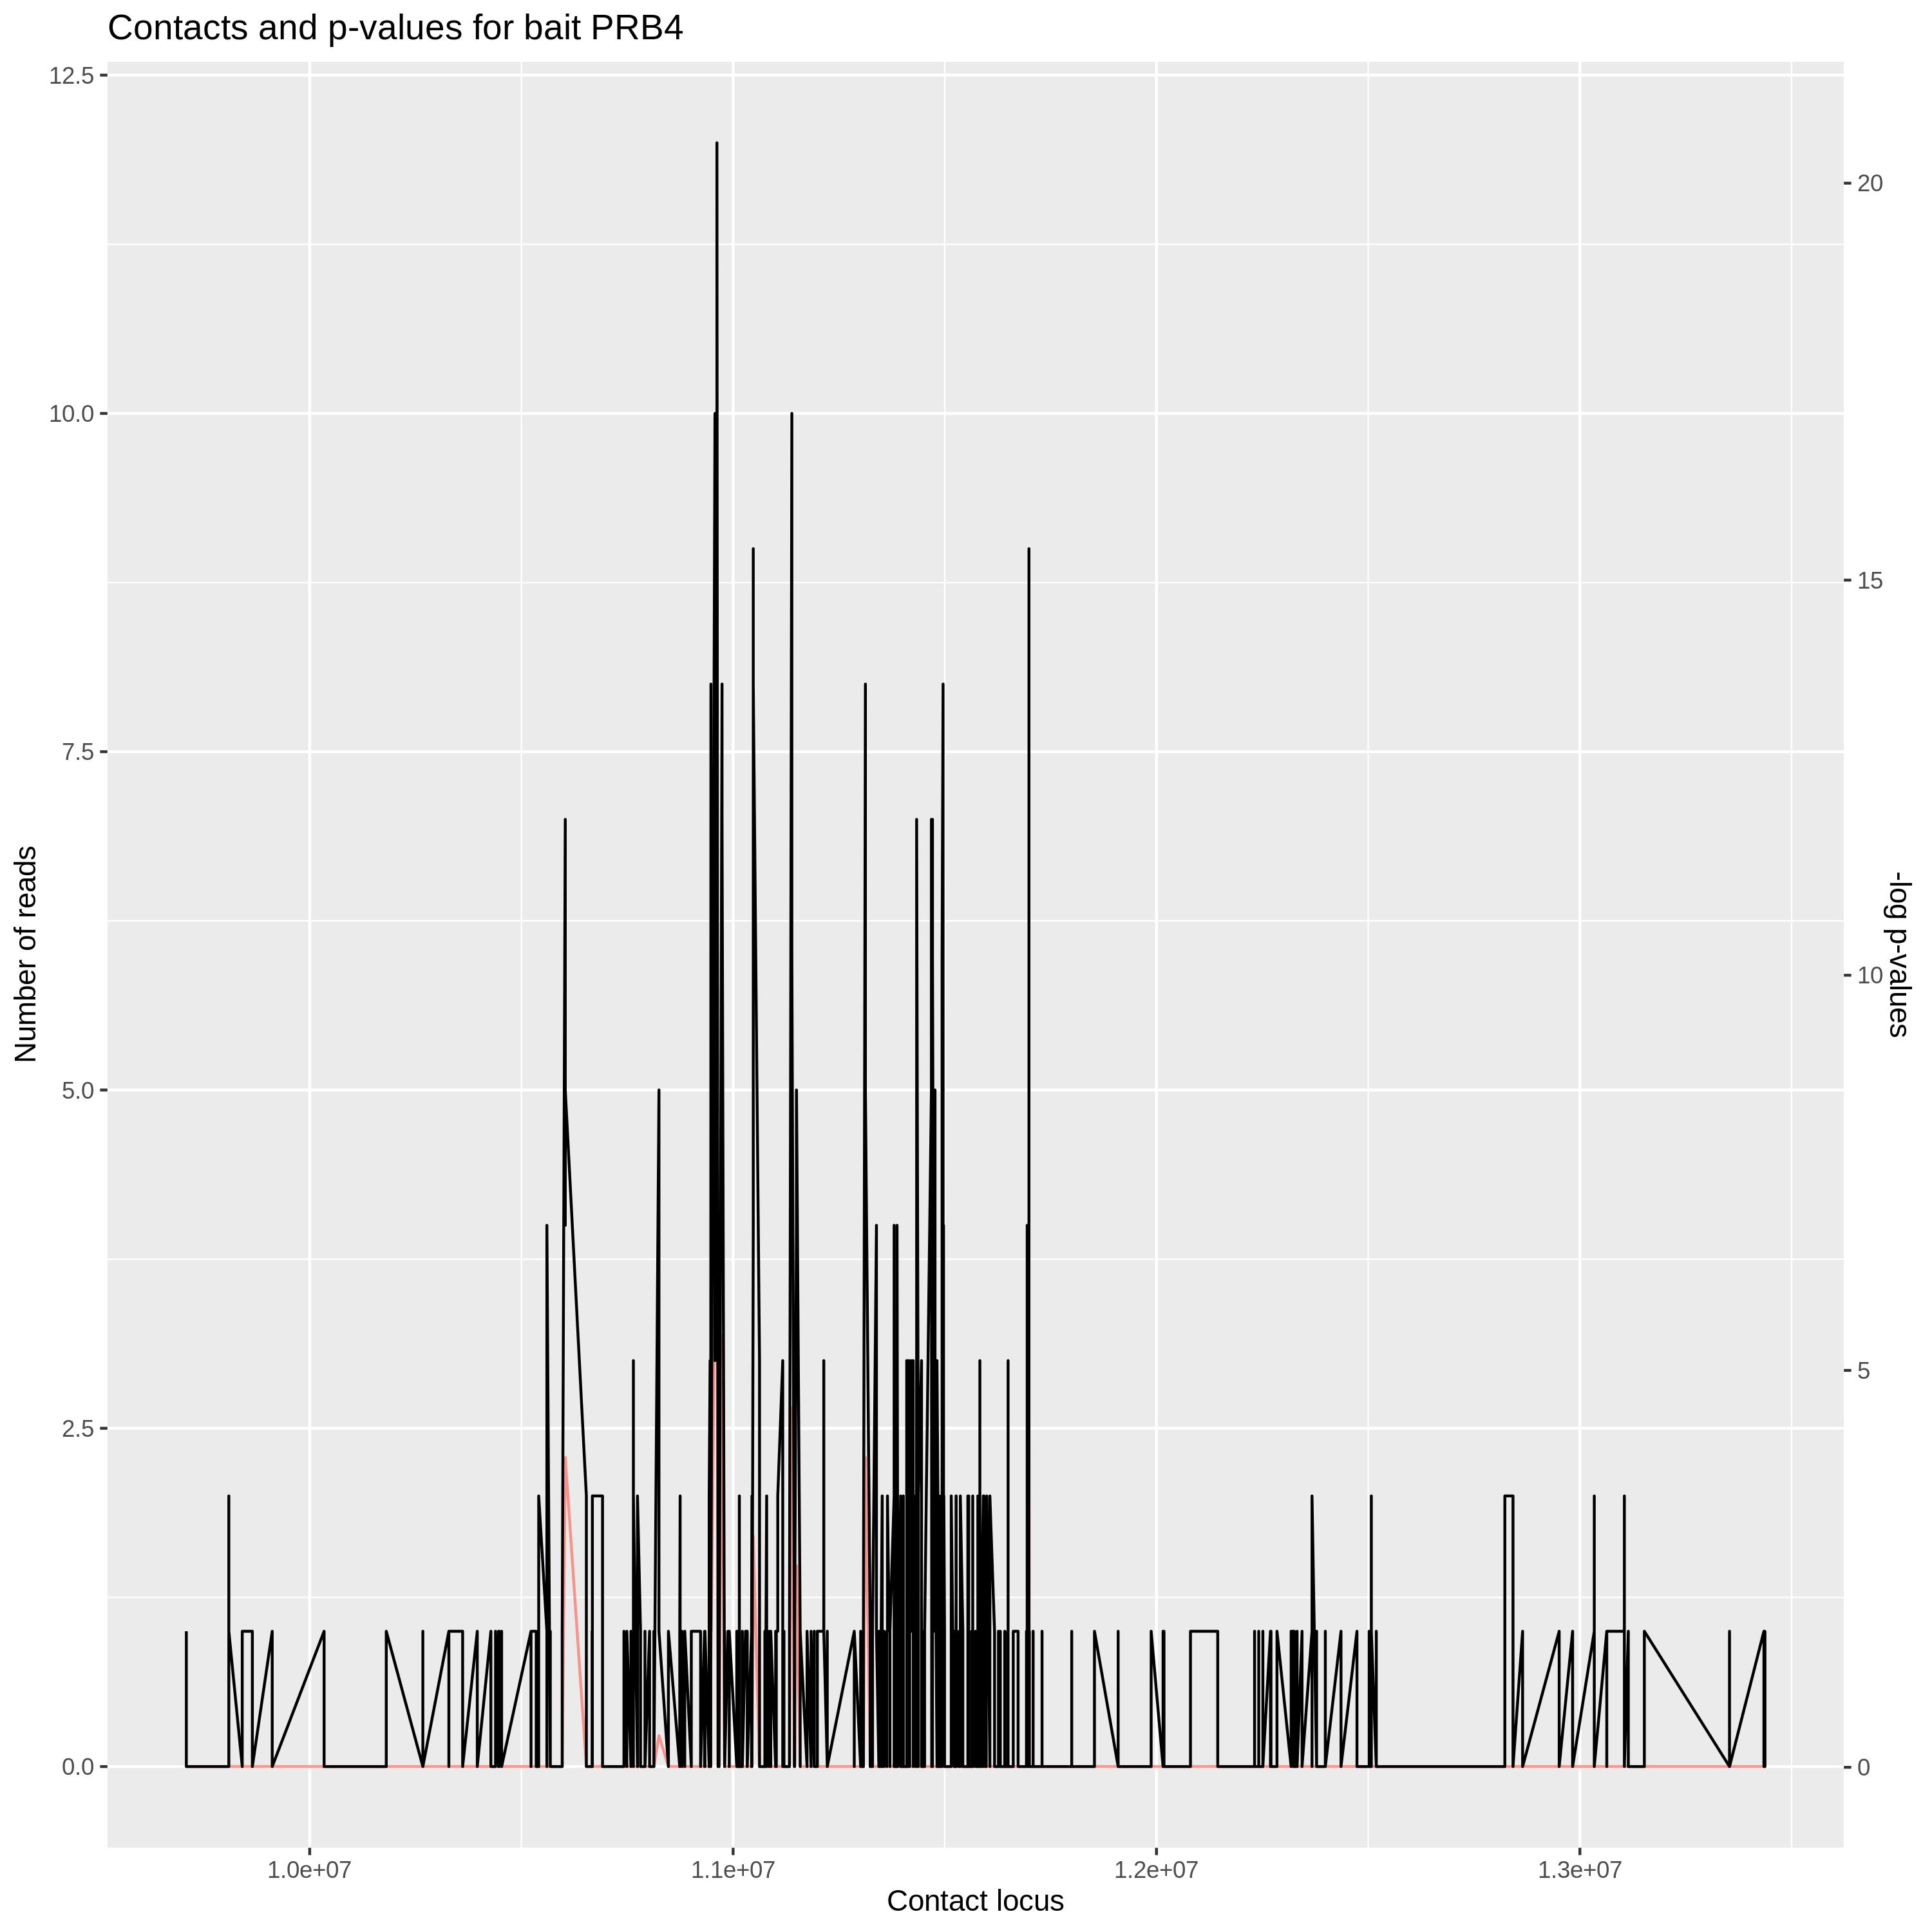 Contacts and p-values for bait PRB4
12.5
10.0
7.5
5.0
2.5
0.0
Number of reads
20
15
10
5
0
-log p-values
1.0e+07
1.1e+07
1.2e+07
1.3e+07
Contact locus